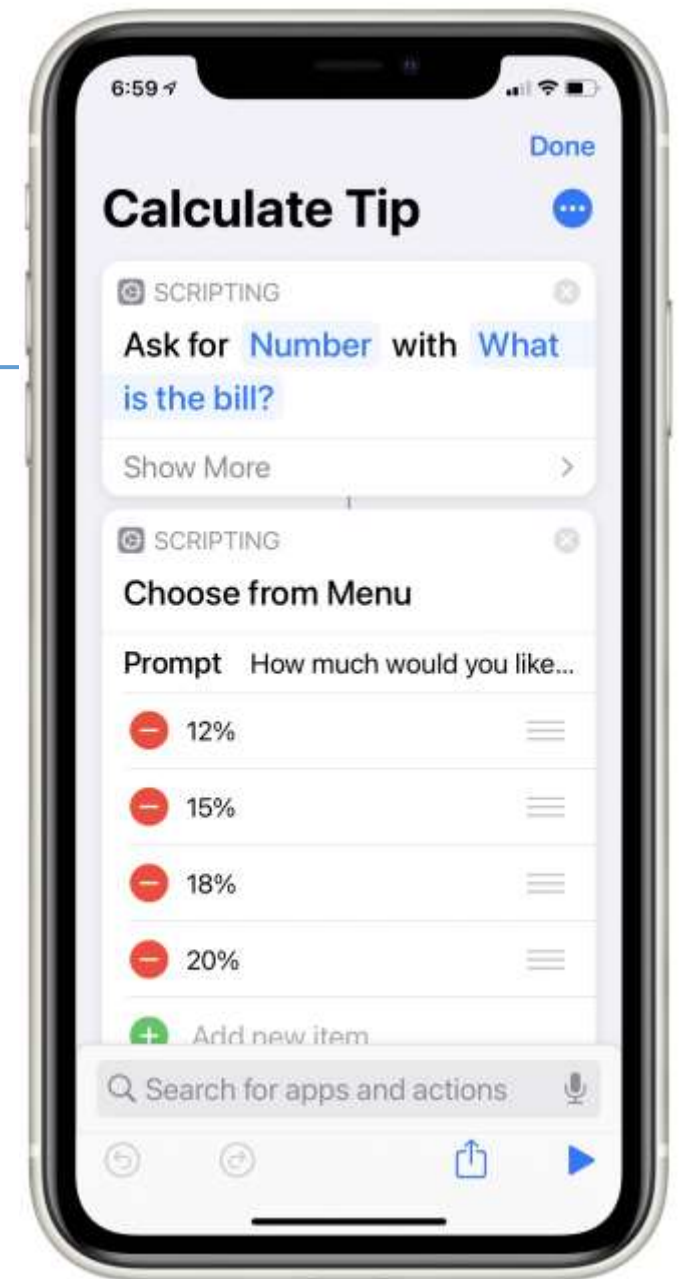 6:59
Done
Calculate Tip
SCRIPTING
Ask for Number with What
is the bill?
Show More
SCRIPTING
Choose from Menu
Prompt How much would you like...
12%
15%
18%
20%
Add new item
Search for apps and actions